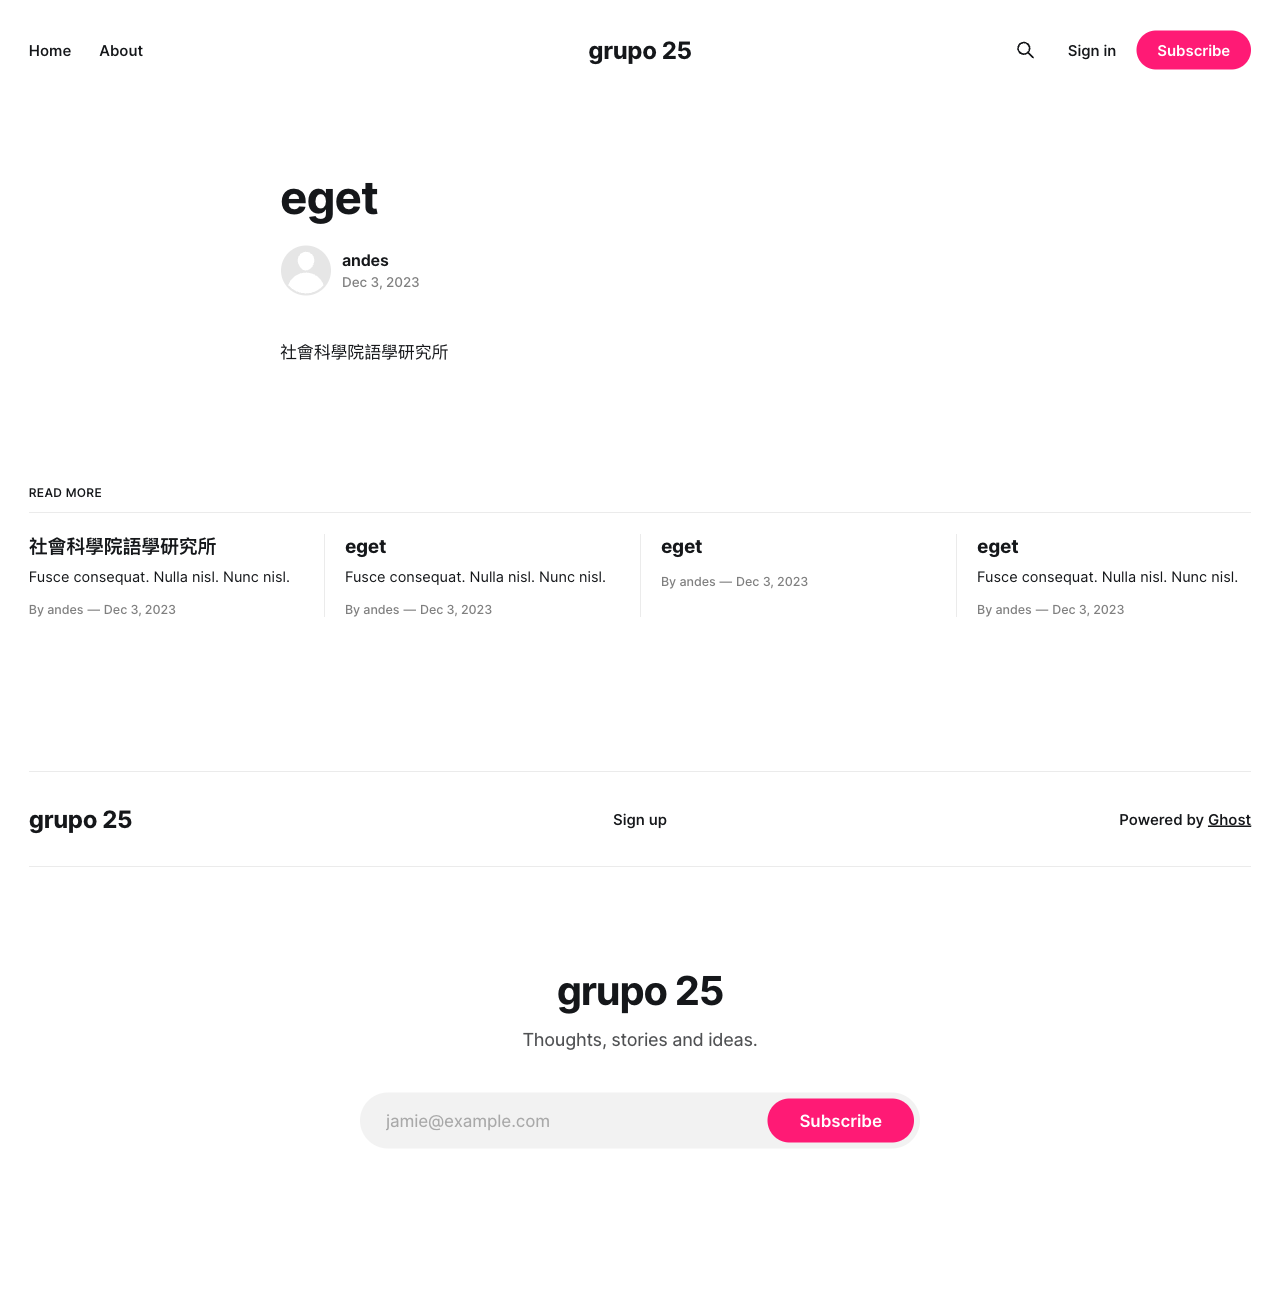 Home About grupo 25 Sign in Subscribe
eget
andes
Dec 3, 2023
社會科學院語學研究所
READ MORE
社會科學院語學研究所
Fusce consequat. Nulla nisl. Nunc nisl.
By andes — Dec 3, 2023
eget
Fusce consequat. Nulla nisl. Nunc nisl.
By andes — Dec 3, 2023
eget
By andes — Dec 3, 2023
eget
Fusce consequat. Nulla nisl. Nunc nisl.
By andes — Dec 3, 2023
grupo 25 Sign up Powered by Ghost
grupo 25
Thoughts, stories and ideas.
jamie@example.com Subscribe